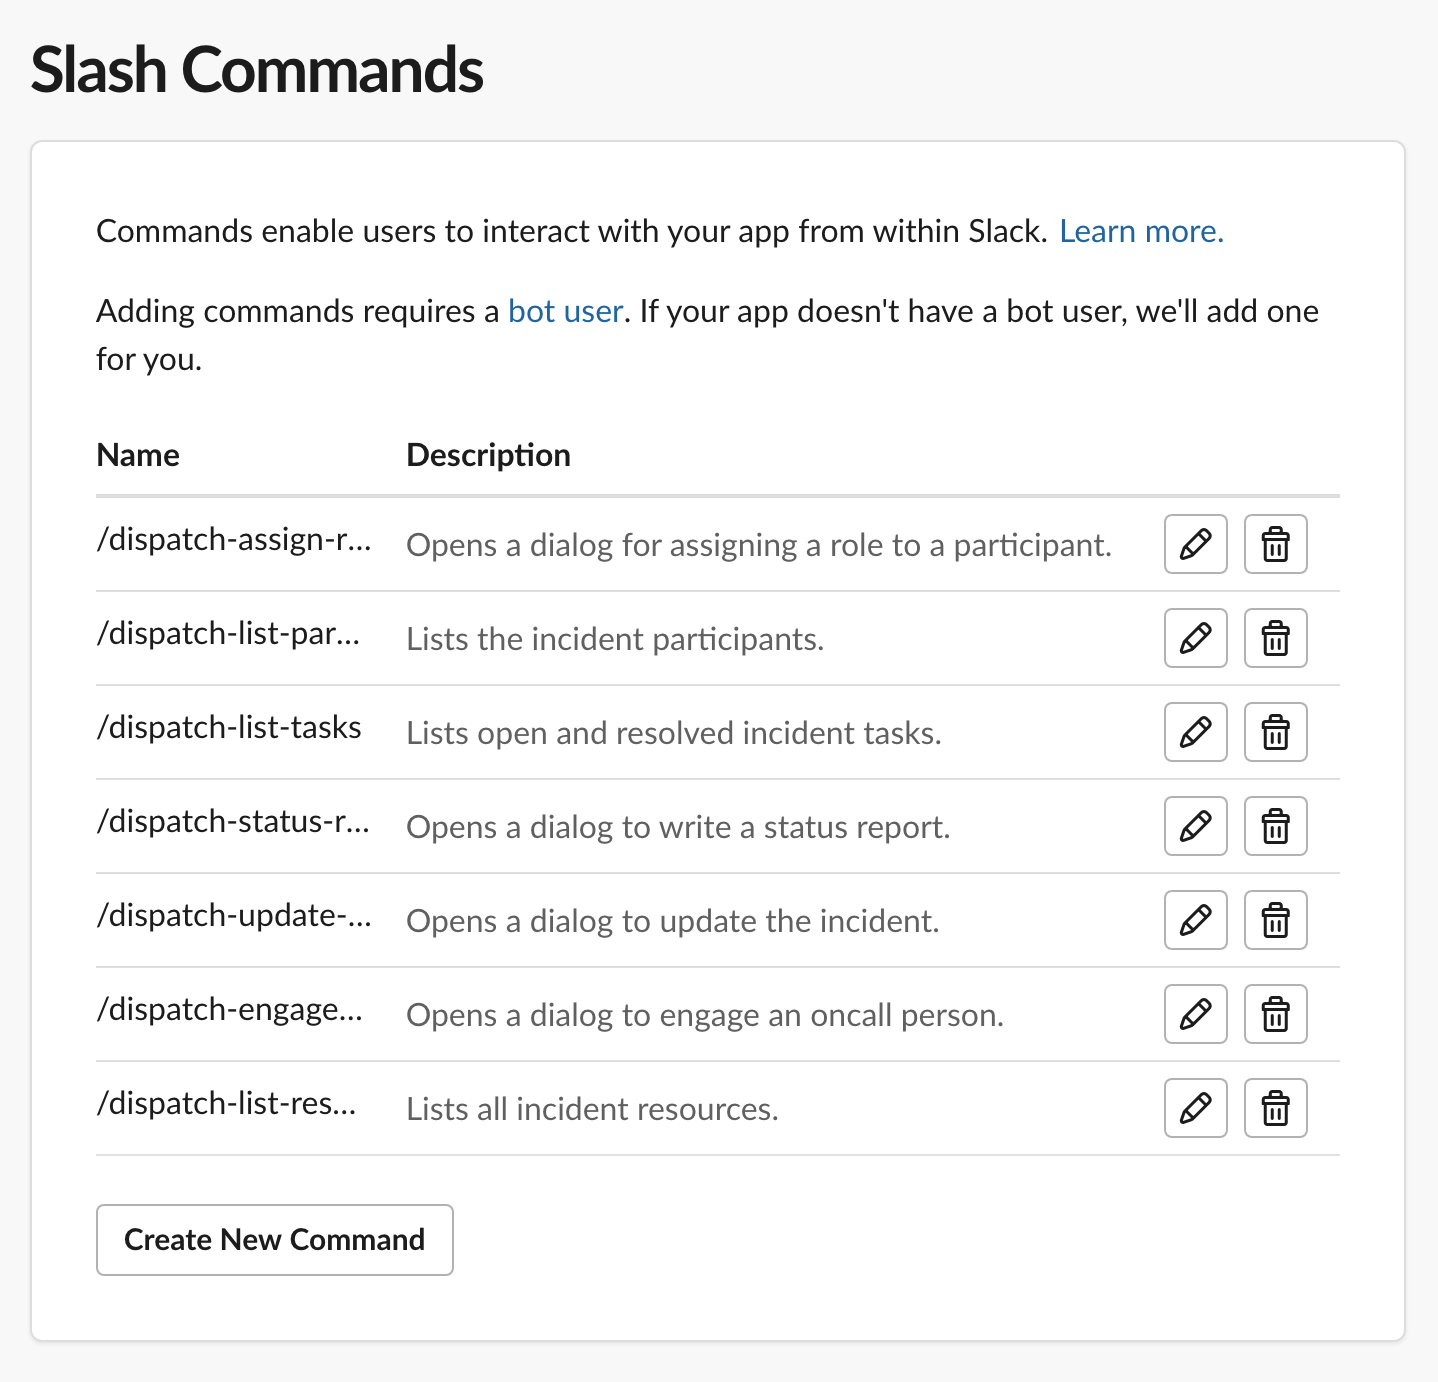 Slash Commands
Commands enable users to interact with your app from within Slack. Learn more.
Adding commands requires a bot user. If your app doesn't have a bot user, we'll add one
for you.
Name Description
/dispatch-assign-r... Opens a dialog for assigning a role to a participant.
/dispatch-list-par... Lists the incident participants.
/dispatch-list-tasks Lists open and resolved incident tasks.
/dispatch-status-r... Opens a dialog to write a status report.
/dispatch-update-... Opens a dialog to update the incident.
/dispatch-engage... Opens a dialog to engage an oncall person.
/dispatch-list-res... Lists all incident resources.
Create New Command